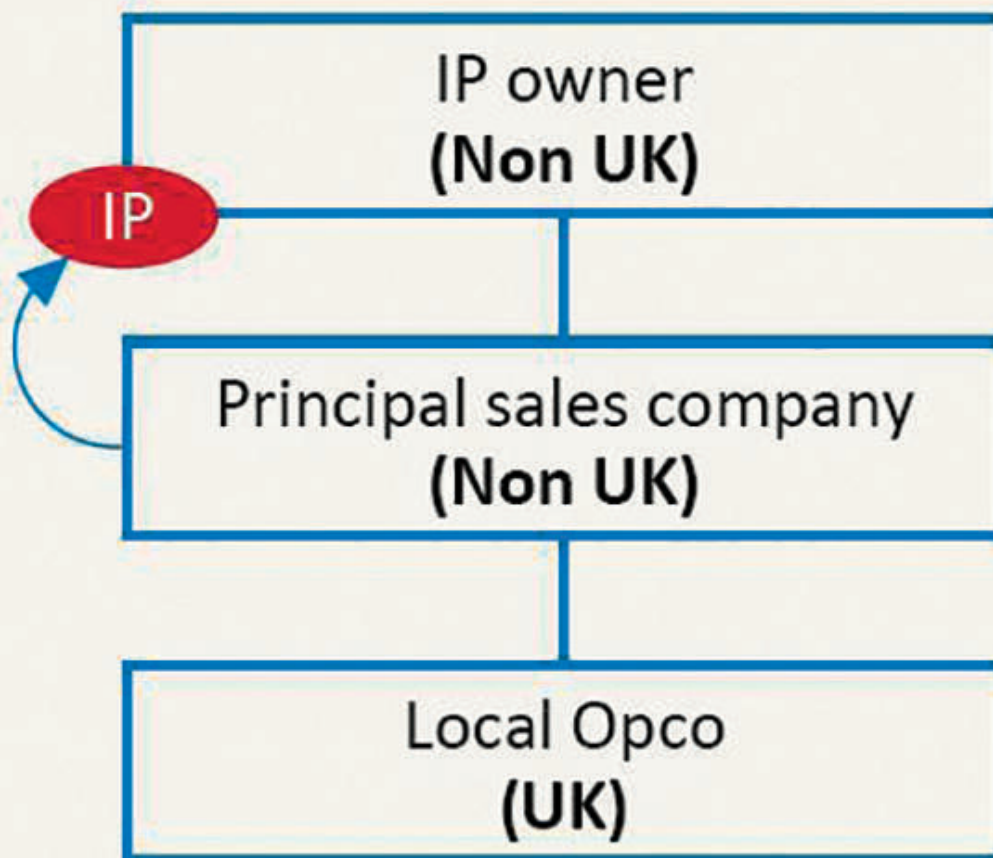 IP owner
(Non UK)
IP
Principal sales company
(Non UK)
Local Opco
(UK)